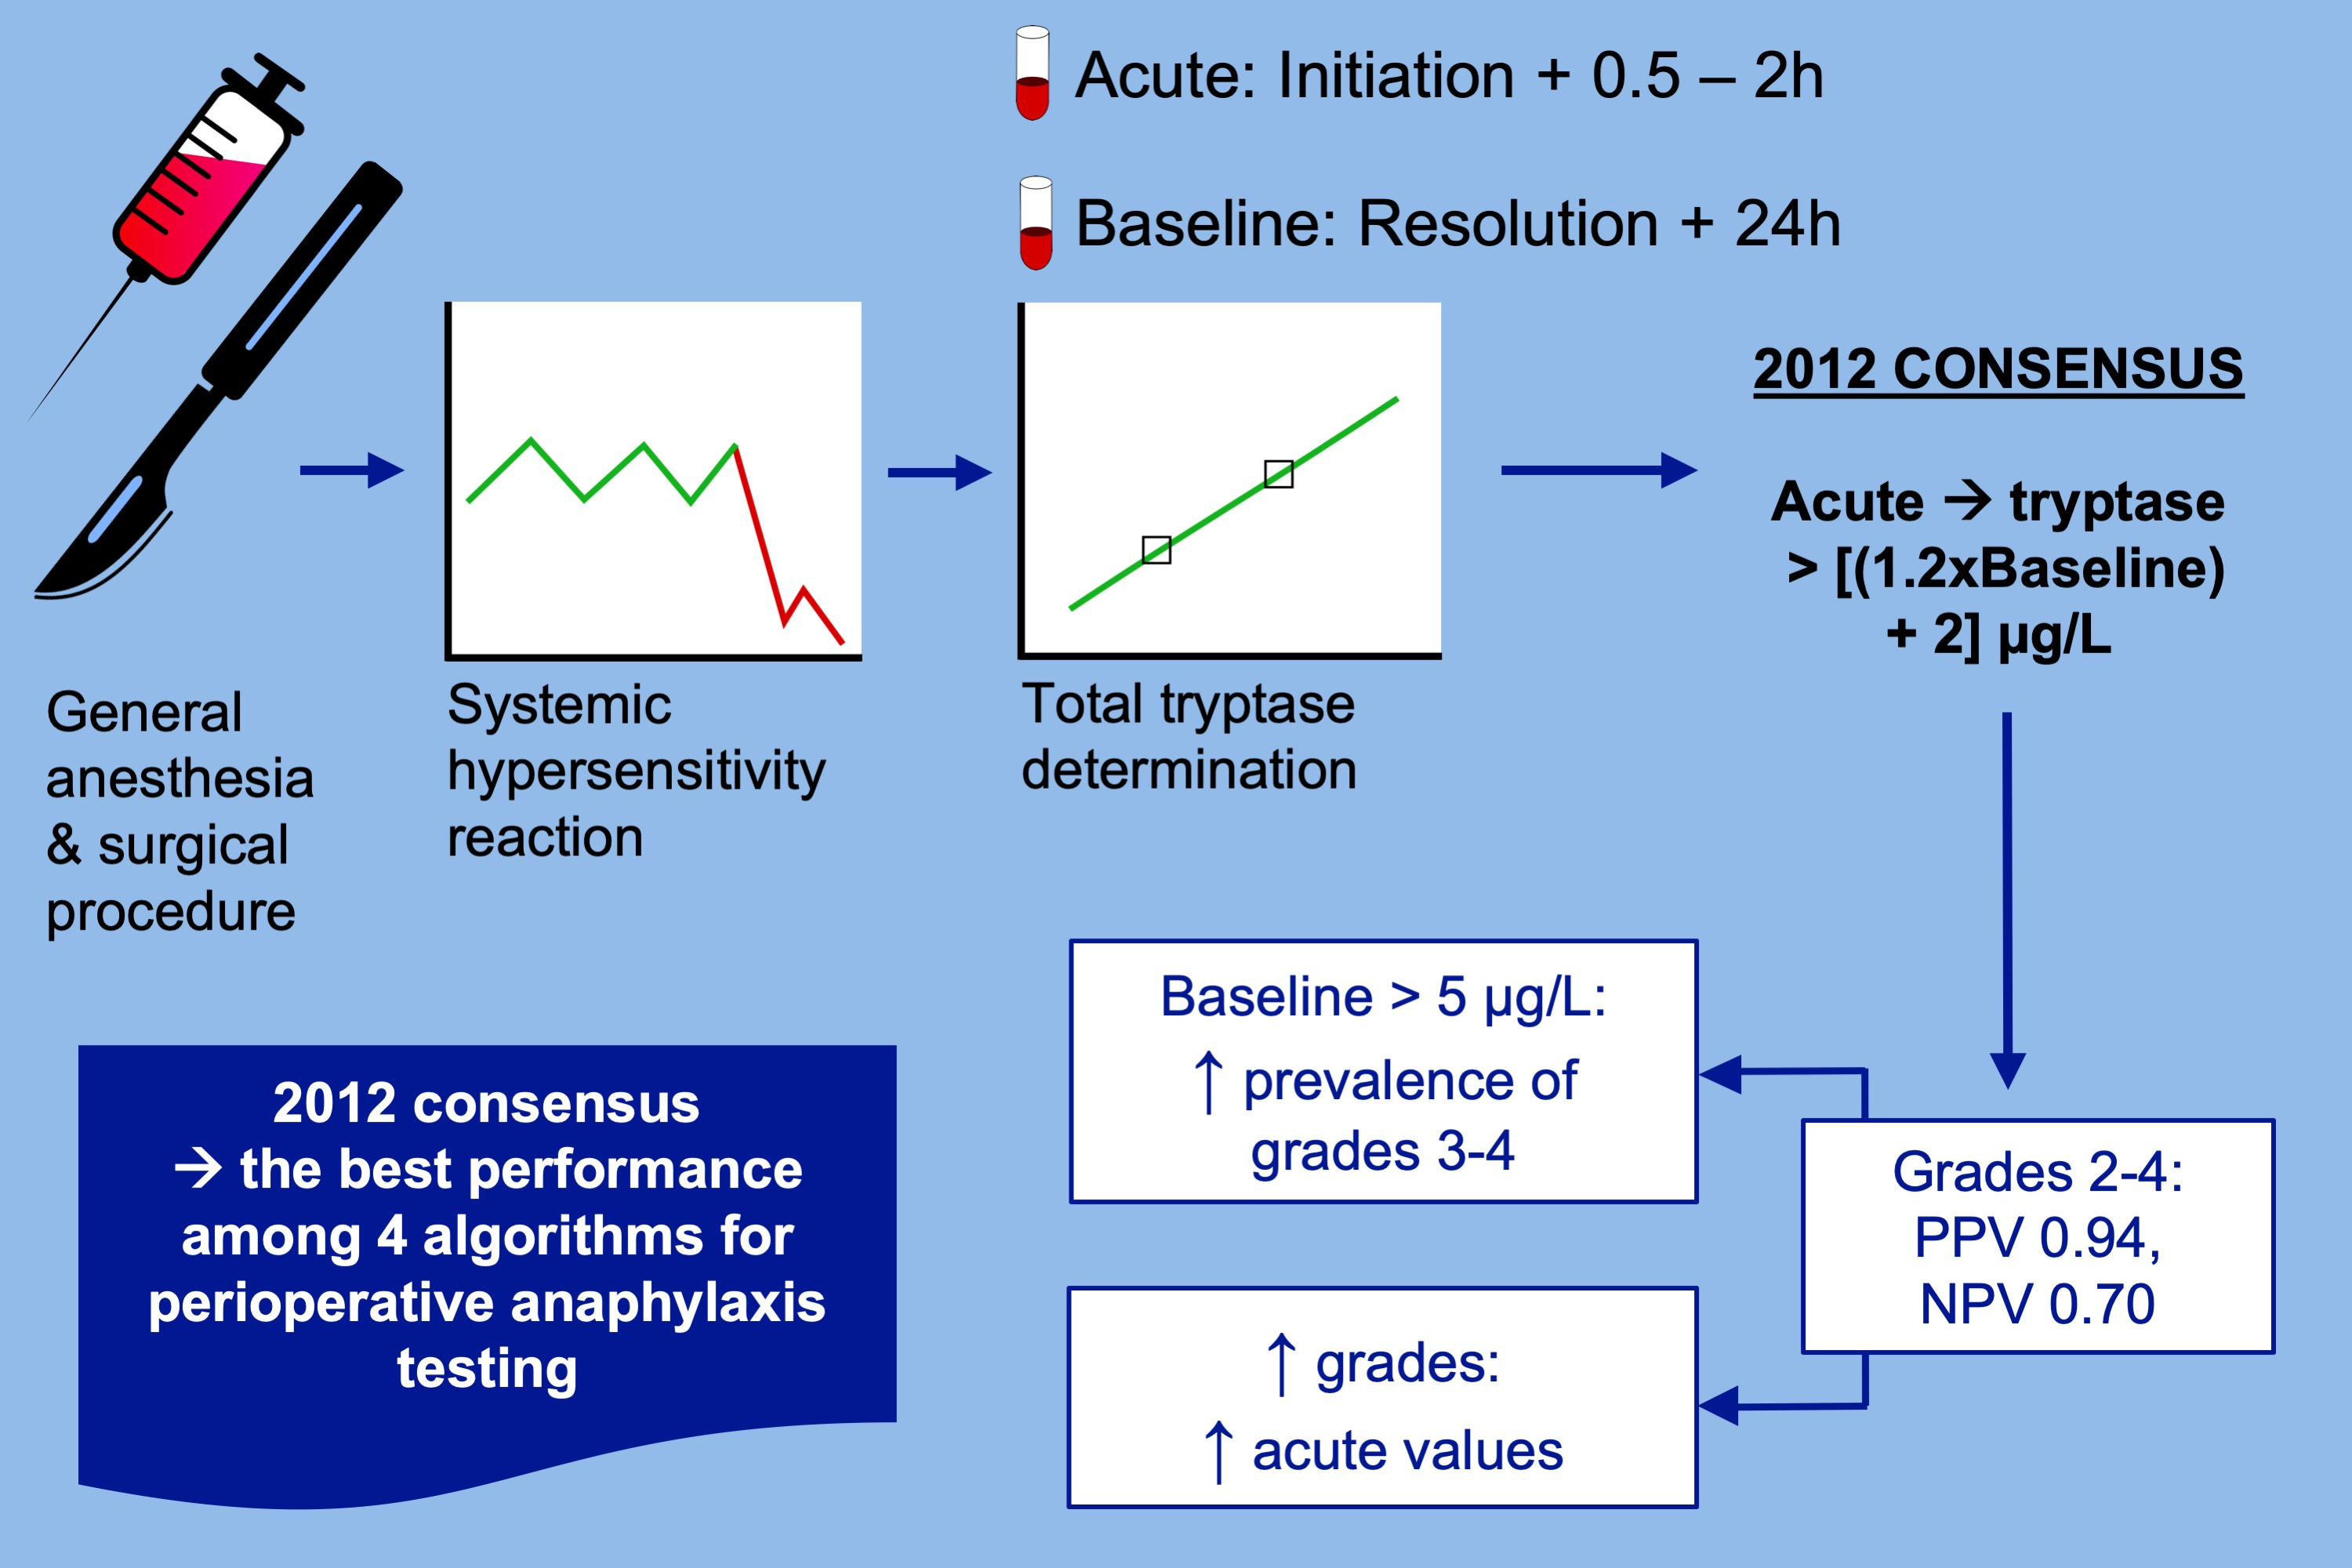 Acute: Initiation + 0.5 – 2h
Baseline: Resolution + 24h
General
anesthesia
& surgical
procedure
Systemic
hypersensitivity
reaction
Total tryptase
determination
2012 CONSENSUS
Acute → tryptase
> [(1.2xBaseline)
+ 2] µg/L
Grades 2-4:
PPV 0.94,
NPV 0.70
Baseline > 5 µg/L:
↑ prevalence of
grades 3-4
↑ grades:
↑ acute values
2012 consensus
→ the best performance
among 4 algorithms for
perioperative anaphylaxis
testing